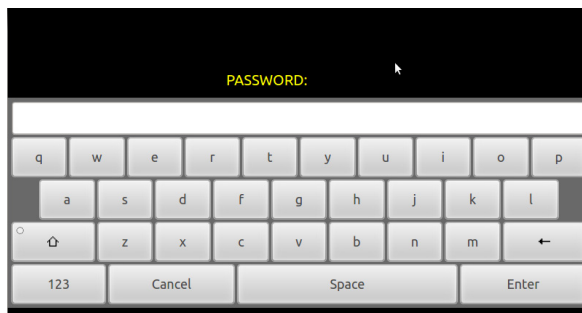 PASSWORD:
q w e r t y u i o p
a s d f g h j k l
z x c v b n m
123 Cancel Space Enter